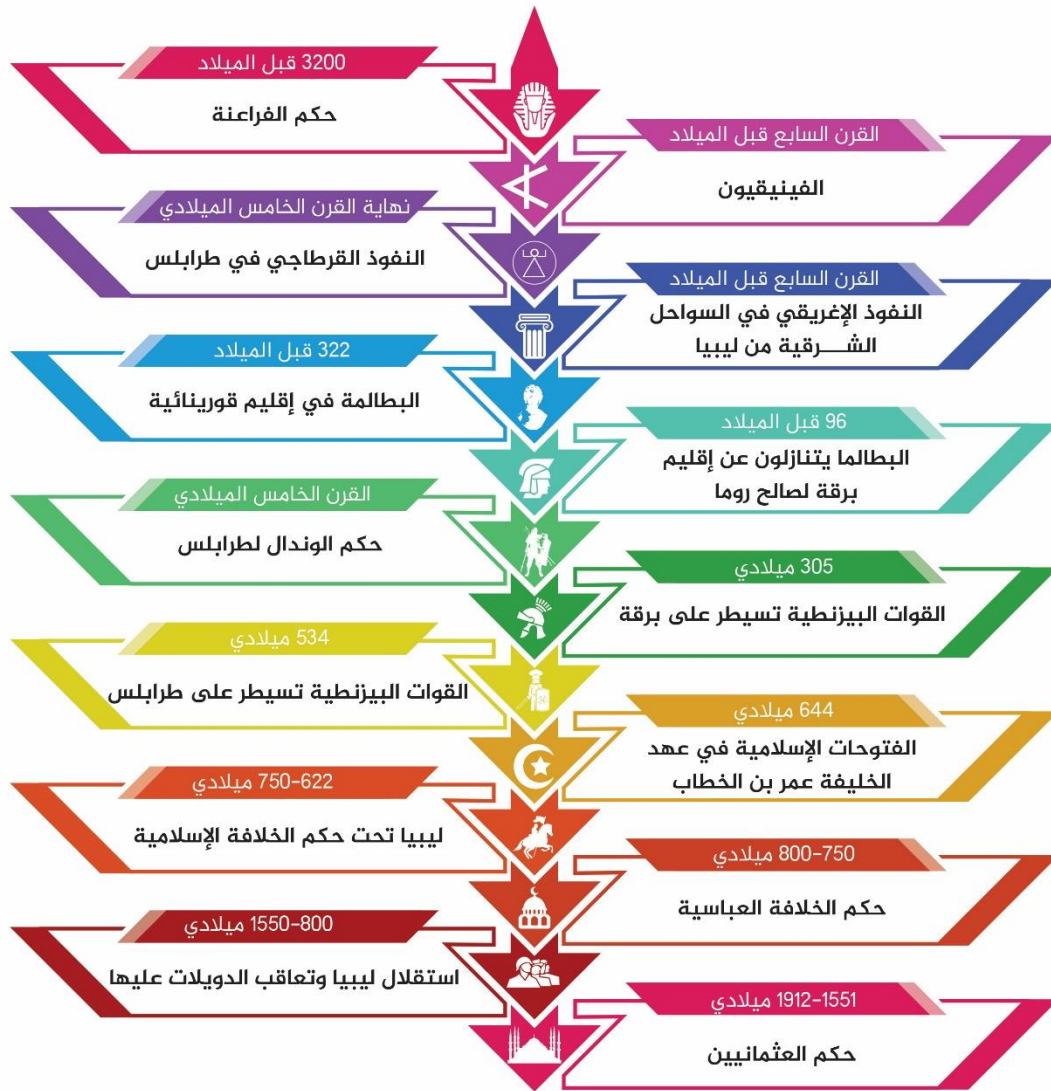 3200 قبل الميلاد
حكم الفراعنة
القرن السابع قبل الميلاد
الفينيقيون
نهاية القرن الخامس الميلادي
النفوذ القرطاجي في طرابلس
القرن السابع قبل الميلاد
النفوذ الإغريقي في السواحل
الشـــرقية من ليبيا
322 قبل الميلاد
البطالمة في إقليم قورينائية
96 قبل الميلاد
البطالما يتنازلون عن إقليم
برقة لصالح روما
القرن الخامس الميلادي
حكم الوندال لطرابلس
305 ميلادي
القوات البيزنطية تسيطر على برقة
534 ميلادي
القوات البيزنطية تسيطر على طرابلس
644 ميلادي
الفتوحات الإسلامية في عهد
الخليفة عمر بن الخطاب
750-622 ميلادي
ليبيا تحت حكم الخلافة الإسلامية
800-750 ميلادي
حكم الخلافة العباسية
1550-800 ميلادي
استقلال ليبيا وتعاقب الدويلات عليها
1912-1551 ميلادي
حكم العثمانيين